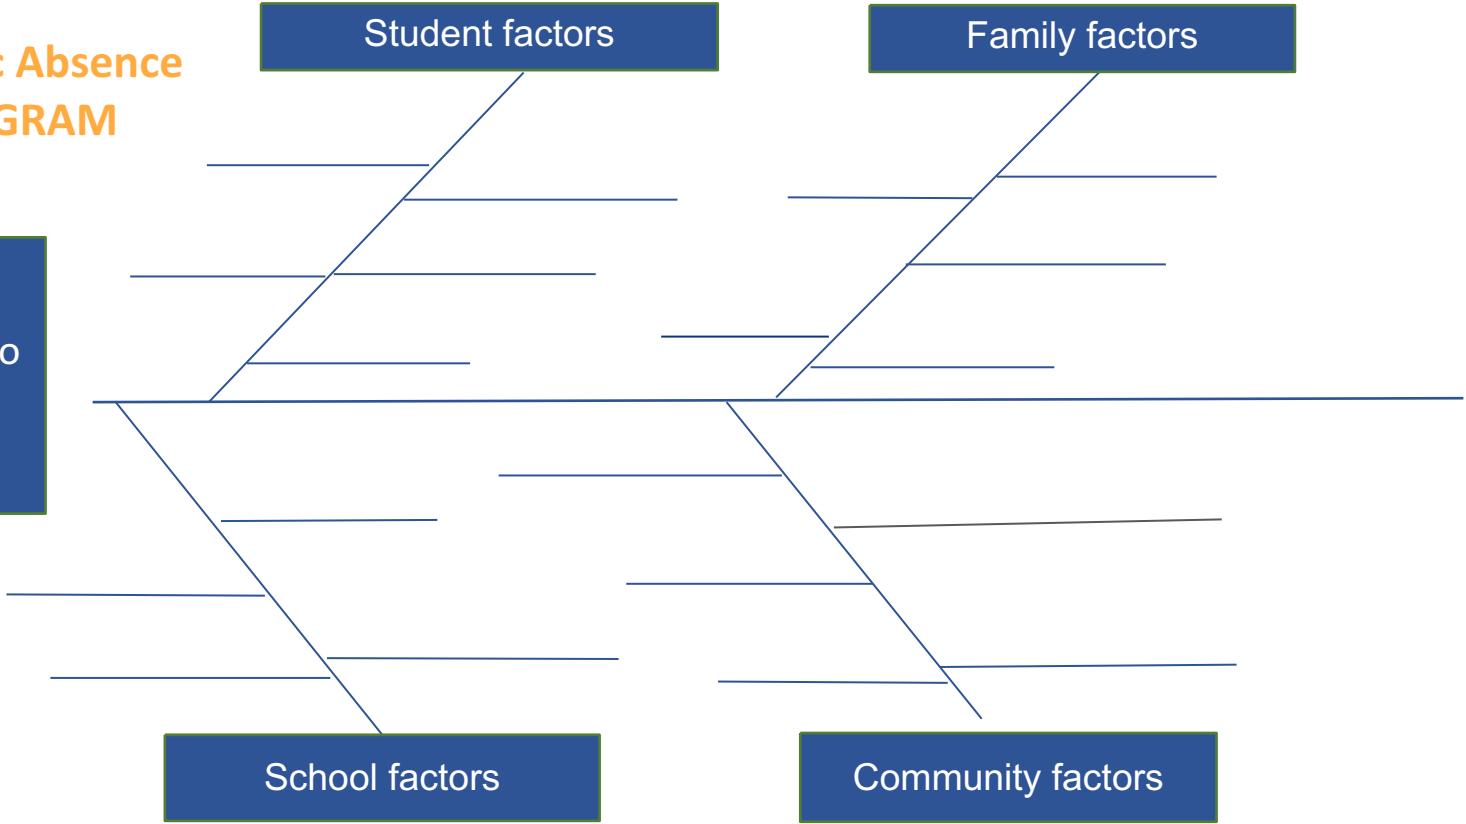 Student factors
Family factors
Absence
GRAM
School factors
Community factors